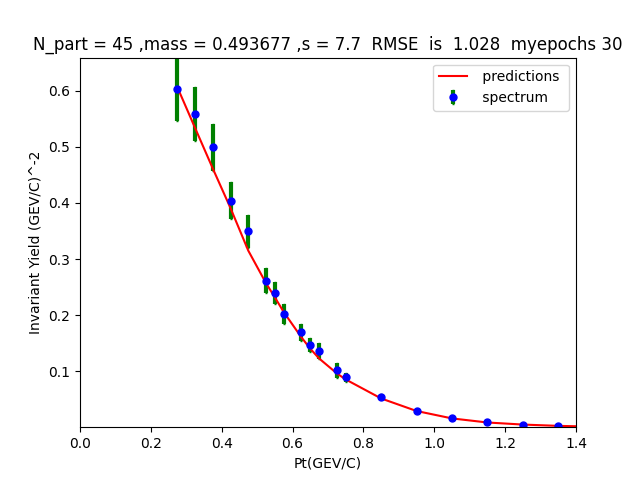 N_part = 45 ,mass = 0.493677 ,s = 7.7 RMSE is 1.028 myepochs 30
predictions
spectrum
Invariant Yield (GEV/C)^-2
0.6
0.5
0.4
0.3
0.2
0.1
0.0 0.2 0.4 0.6 0.8 1.0 1.2 1.4
Pt(GEV/C)